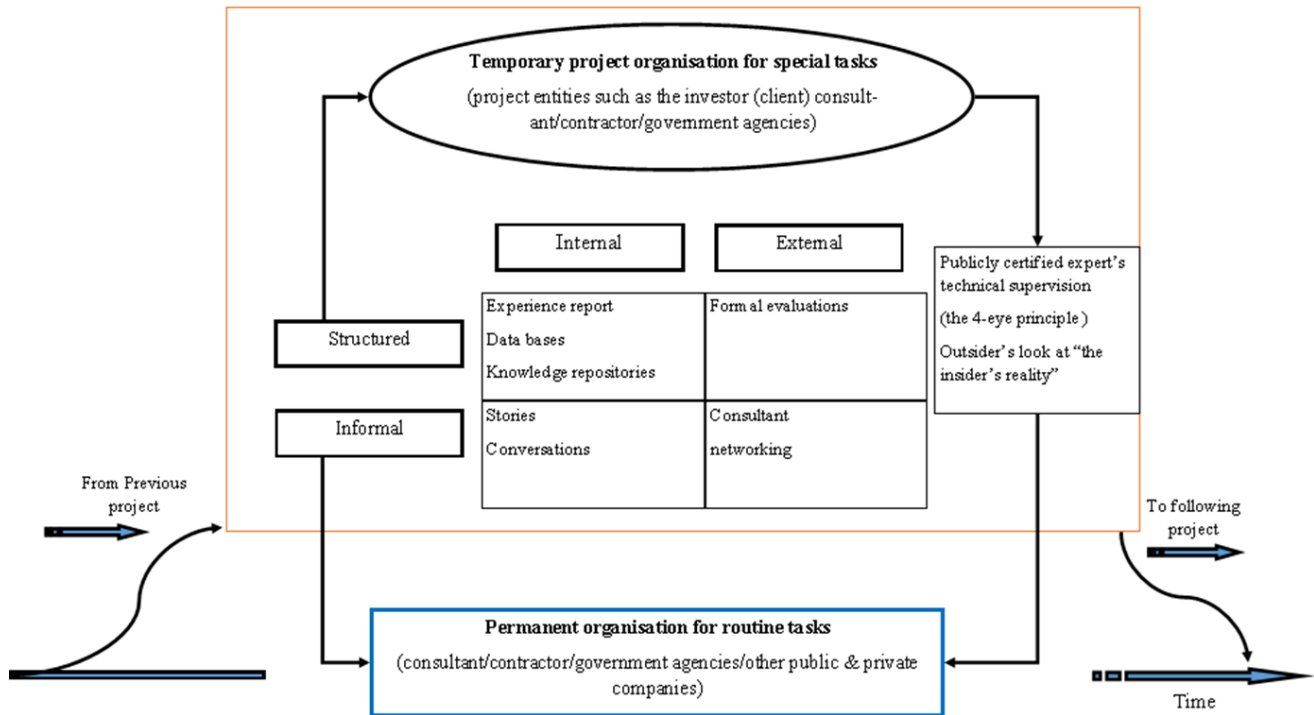 Temporary project organisation for special tasks
(project entities such as the investor (client) consult-
ant/contractor/government agencies)
Internal
External
Structured
Informal
Experience report
Data bases
Knowledge repositories
Formal evaluations
Stories
Conversations
Consultant
networking
Publicly certified expert's
technical supervision
(the 4-eye principle)
Outsider's look at “the
insider's reality”
From Previous
project
To following
project
Permanent organisation for routine tasks
(consultant/contractor/government agencies/other public & private
companies)
Time